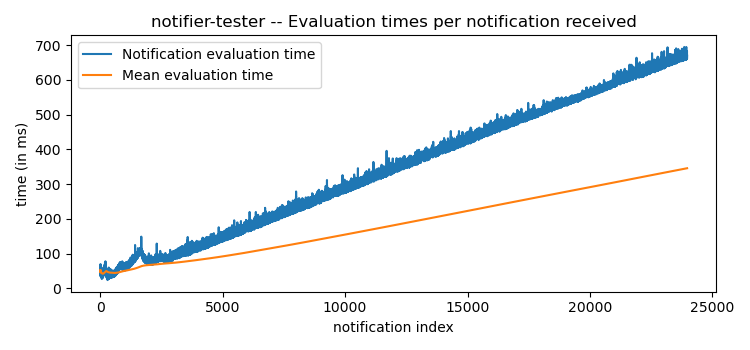 notifier-tester -- Evaluation times per notification received
700
600
500
400
300
200
100
0
time (in ms)
Notification evaluation time
Mean evaluation time
0
5000
10000
15000
20000
25000
notification index